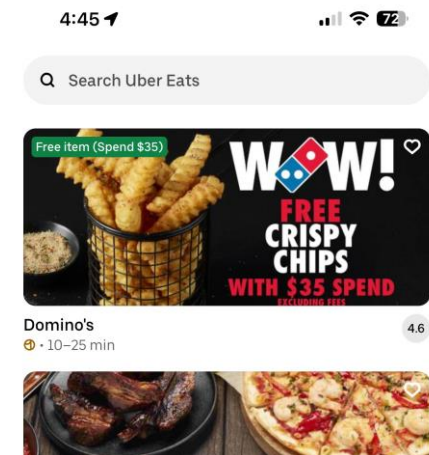 4:45
72
Search Uber Eats
Free item (Spend $35)
WOW!
FREE
CRISPY
CHIPS
WITH $35 SPEND
EXCLUDING FEES
Domino's
4.6
• 10–25 min